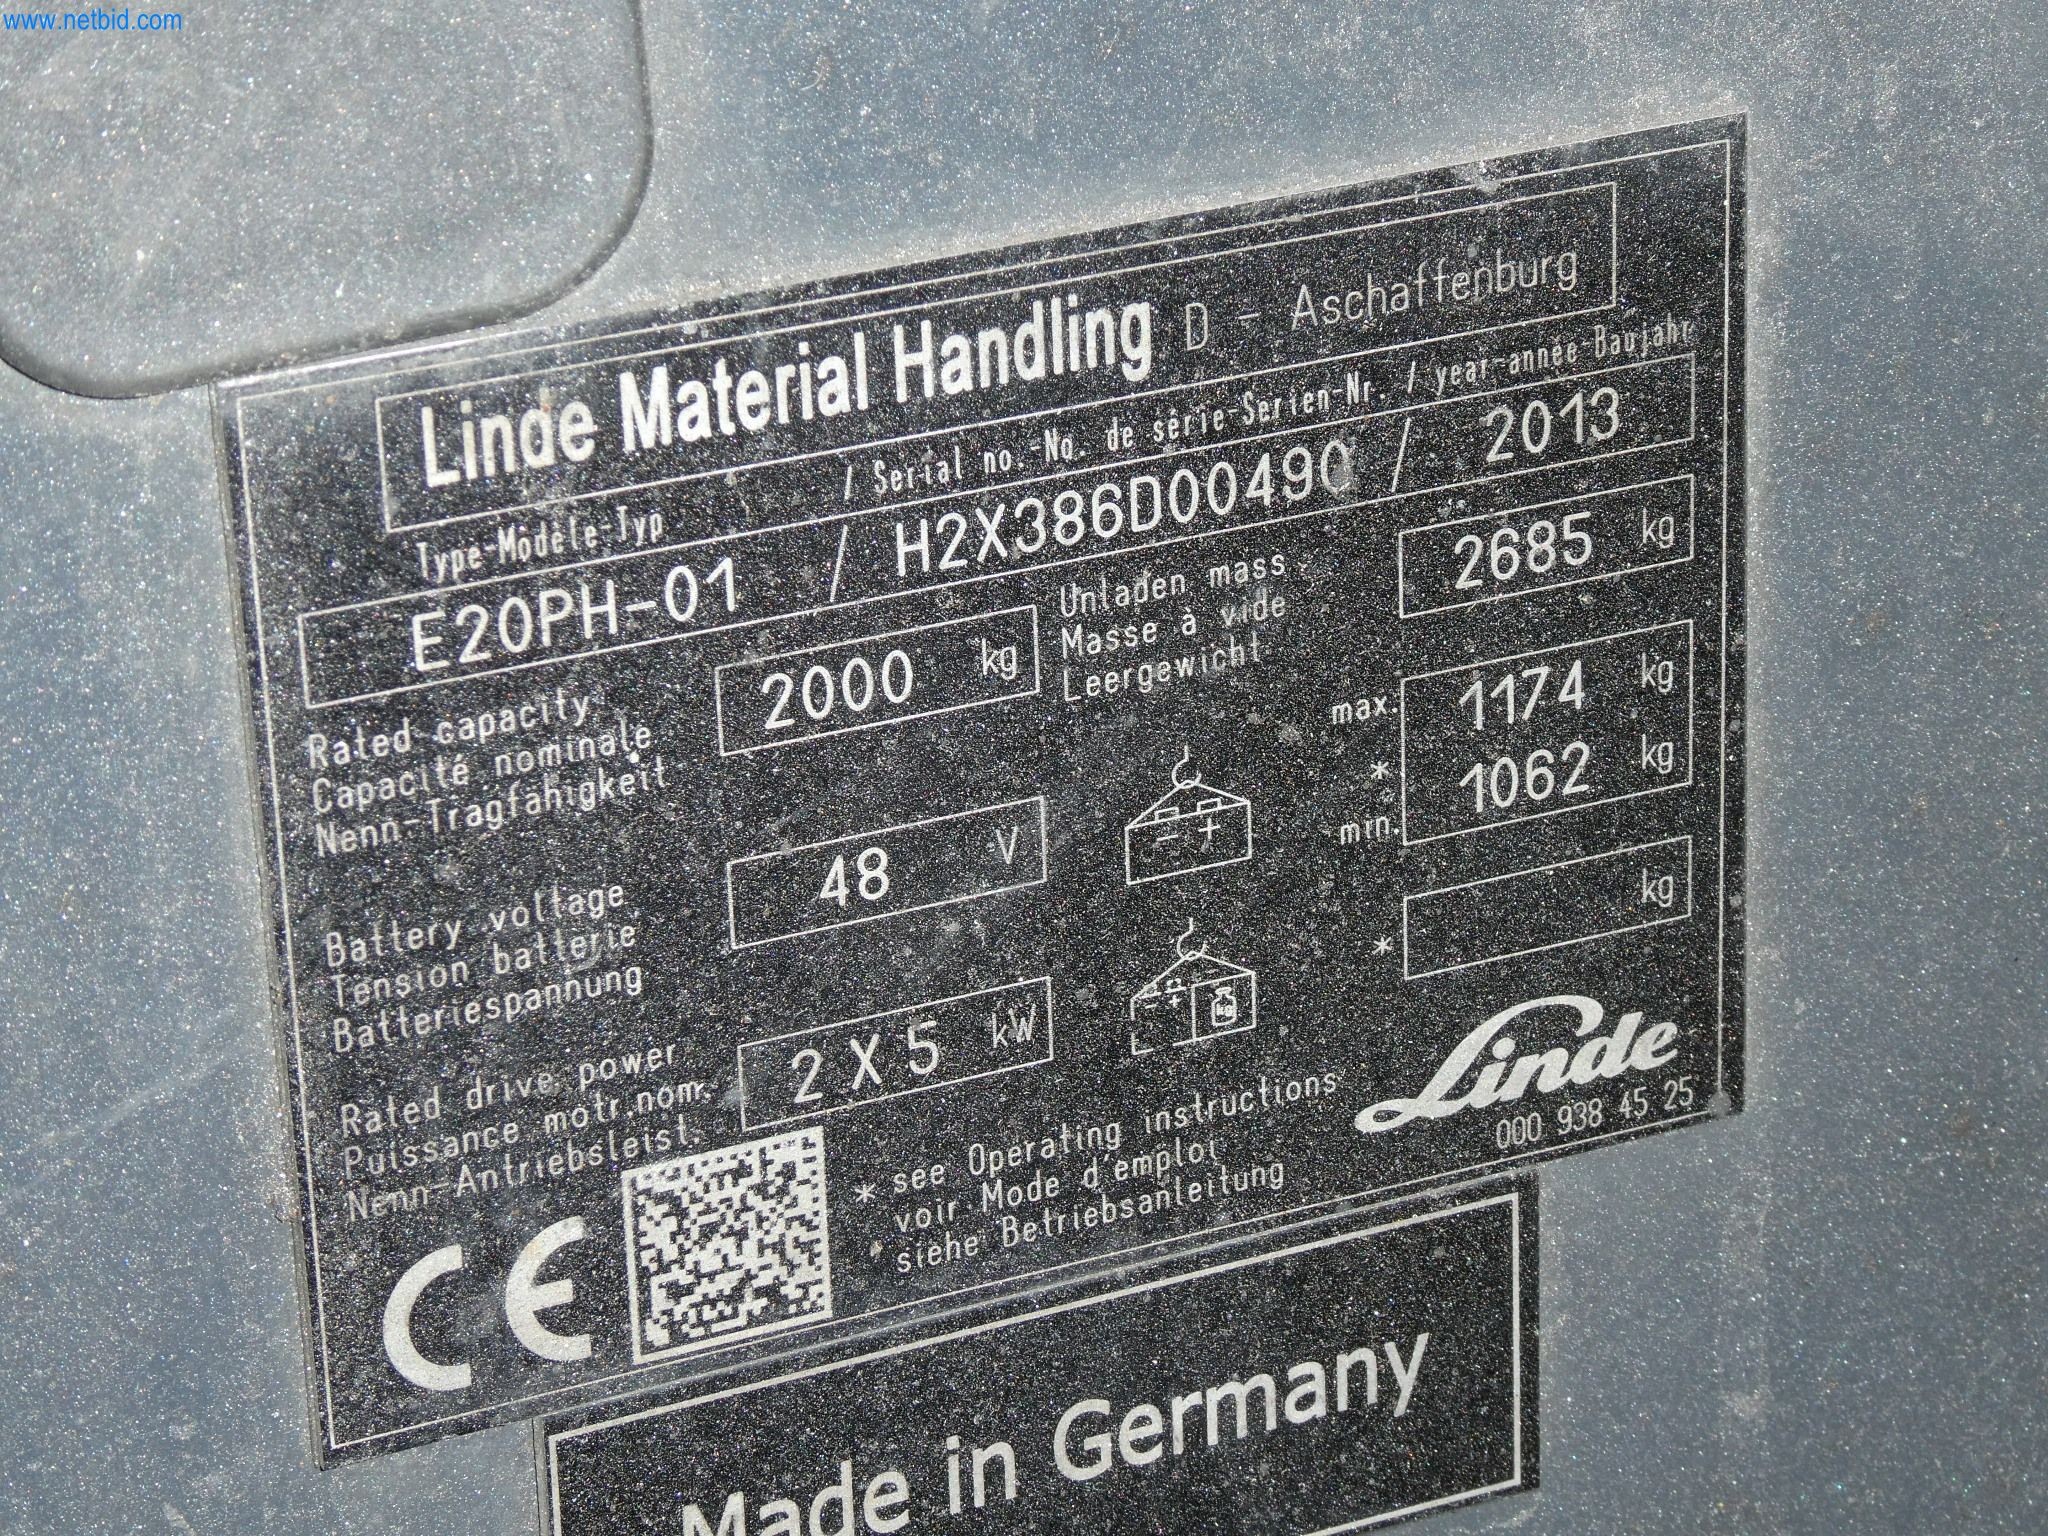 www.netbid.com
Linde Material Handling D - Aschaffenburg
Type-Modèle-Typ / Serial no.-No. de série-Serien-Nr. / year-année-Baujahr
E20PH-01 / H2X386D00490 / 2013
Rated capacity
Capacité nominale
Nenn-Tragfähigkeit
2000 kg
Unladen mass
Masse à vide
Leergewicht
2685 kg
Battery voltage
Tension batterie
Batteriespannung
48 V
- +
max. 1174 kg
*
min. 1062 kg
Rated drive power
Puissance motr.nom.
Nenn-Antriebsleist.
2 X 5 kW
- + kg
* kg
* see Operating instructions
voir Mode d'emploi
siehe Betriebsanleitung
Linde
000 938 45 25
CE
Made in Germany